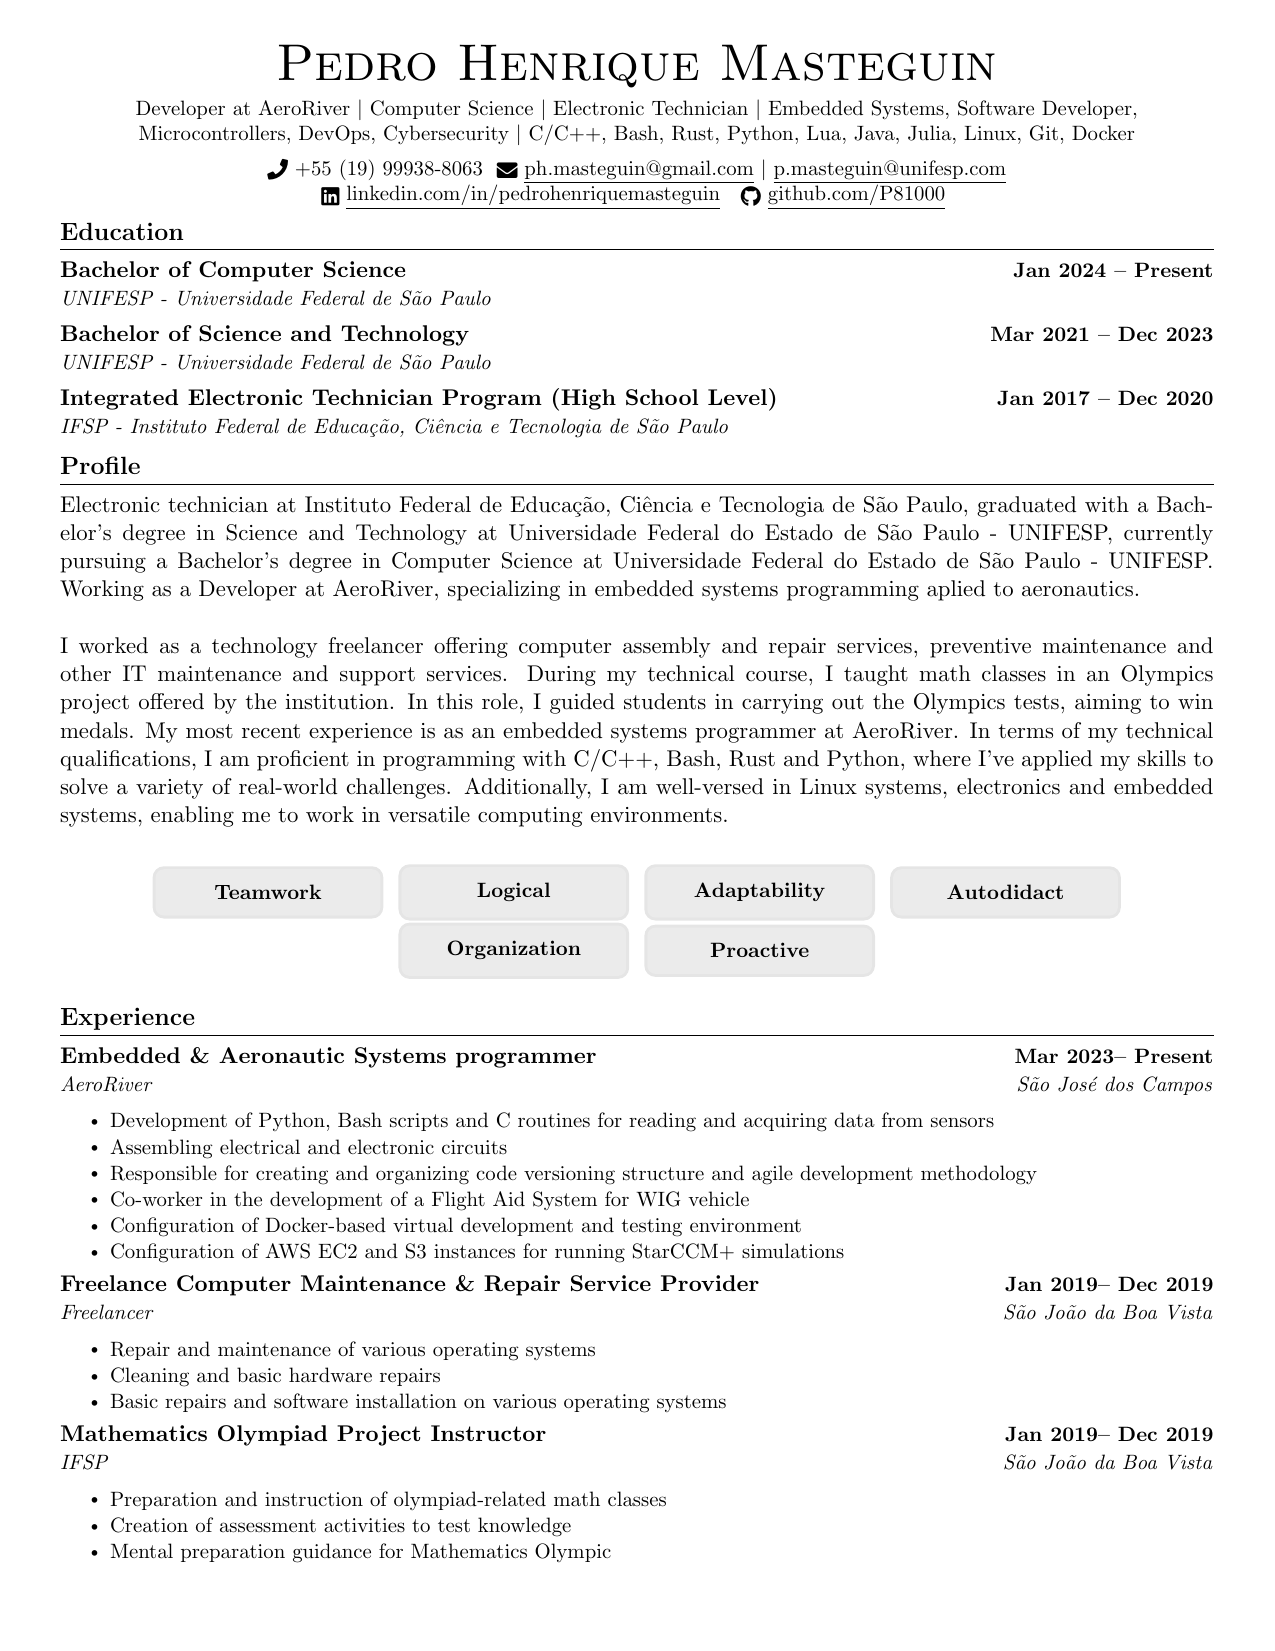 Pedro Henrique Masteguin
Developer at AeroRiver | Computer Science | Electronic Technician | Embedded Systems, Software Developer,
Microcontrollers, DevOps, Cybersecurity | C/C++, Bash, Rust, Python, Lua, Java, Julia, Linux, Git, Docker
+55 (19) 99938-8063 ph.masteguin@gmail.com | p.masteguin@unifesp.com
linkedin.com/in/pedrohenriquemasteguin github.com/P81000
Education
Bachelor of Computer Science Jan 2024 – Present
UNIFESP - Universidade Federal de São Paulo
Bachelor of Science and Technology Mar 2021 – Dec 2023
UNIFESP - Universidade Federal de São Paulo
Integrated Electronic Technician Program (High School Level) Jan 2017 – Dec 2020
IFSP - Instituto Federal de Educação, Ciência e Tecnologia de São Paulo
Profile
Electronic technician at Instituto Federal de Educação, Ciência e Tecnologia de São Paulo, graduated with a Bach-
elor's degree in Science and Technology at Universidade Federal do Estado de São Paulo - UNIFESP, currently
pursuing a Bachelor's degree in Computer Science at Universidade Federal do Estado de São Paulo - UNIFESP.
Working as a Developer at AeroRiver, specializing in embedded systems programming aplied to aeronautics.
I worked as a technology freelancer offering computer assembly and repair services, preventive maintenance and
other IT maintenance and support services. During my technical course, I taught math classes in an Olympics
project offered by the institution. In this role, I guided students in carrying out the Olympics tests, aiming to win
medals. My most recent experience is as an embedded systems programmer at AeroRiver. In terms of my technical
qualifications, I am proficient in programming with C/C++, Bash, Rust and Python, where I've applied my skills to
solve a variety of real-world challenges. Additionally, I am well-versed in Linux systems, electronics and embedded
systems, enabling me to work in versatile computing environments.
Teamwork Logical Adaptability Autodidact
Organization Proactive
Experience
Embedded & Aeronautic Systems programmer Mar 2023– Present
AeroRiver São José dos Campos
• Development of Python, Bash scripts and C routines for reading and acquiring data from sensors
• Assembling electrical and electronic circuits
• Responsible for creating and organizing code versioning structure and agile development methodology
• Co-worker in the development of a Flight Aid System for WIG vehicle
• Configuration of Docker-based virtual development and testing environment
• Configuration of AWS EC2 and S3 instances for running StarCCM+ simulations
Freelance Computer Maintenance & Repair Service Provider Jan 2019– Dec 2019
Freelancer São João da Boa Vista
• Repair and maintenance of various operating systems
• Cleaning and basic hardware repairs
• Basic repairs and software installation on various operating systems
Mathematics Olympiad Project Instructor Jan 2019– Dec 2019
IFSP São João da Boa Vista
• Preparation and instruction of olympiad-related math classes
• Creation of assessment activities to test knowledge
• Mental preparation guidance for Mathematics Olympic